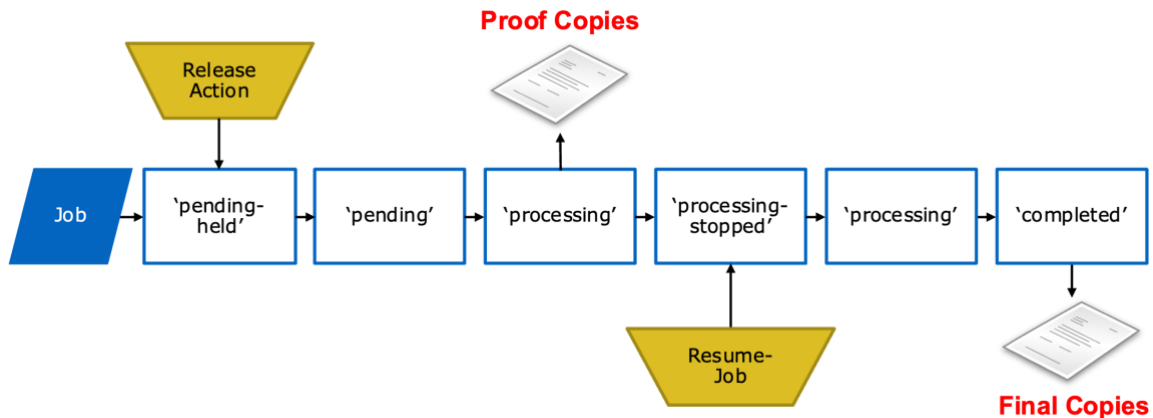 Proof Copies
Release
Action
Job
‘pending-
held’
‘pending’
‘processing’
‘processing-
stopped’
‘processing’
‘completed’
Resume-
Job
Final Copies